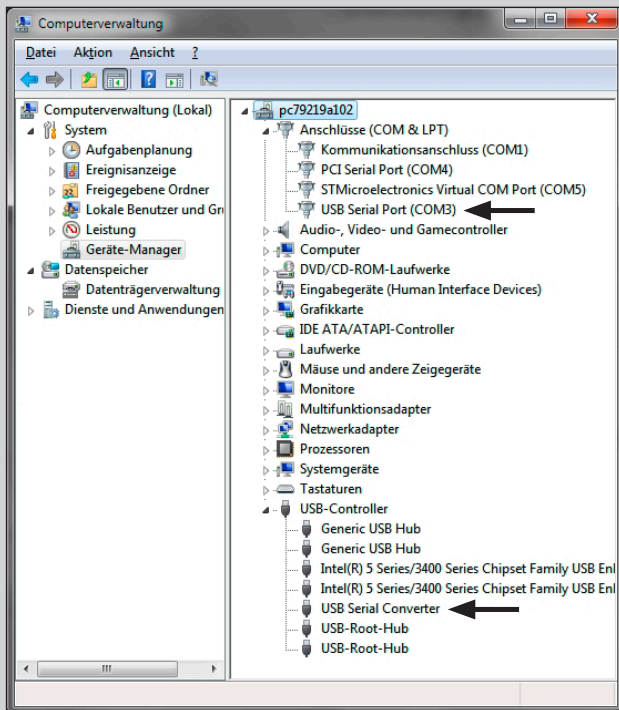 Computerverwaltung
Datei Aktion Ansicht ?
Computerverwaltung (Lokal)
System
Aufgabenplanung
Ereignisanzeige
Freigegebene Ordner
Lokale Benutzer und Gru
Leistung
Geräte-Manager
Datenspeicher
Datenträgerverwaltung
Dienste und Anwendungen
pc79219a102
Anschlüsse (COM & LPT)
Kommunikationsanschluss (COM1)
PCI Serial Port (COM4)
STMicroelectronics Virtual COM Port (COM5)
USB Serial Port (COM3)
Audio-, Video- und Gamecontroller
Computer
DVD/CD-ROM-Laufwerke
Eingabegeräte (Human Interface Devices)
Grafikkarte
IDE ATA/ATAPI-Controller
Laufwerke
Mäuse und andere Zeigegeräte
Monitore
Multifunktionsadapter
Netzwerkadapter
Prozessoren
Systemgeräte
Tastaturen
USB-Controller
Generic USB Hub
Generic USB Hub
Intel(R) 5 Series/3400 Series Chipset Family USB Enl
Intel(R) 5 Series/3400 Series Chipset Family USB Enl
USB Serial Converter
USB-Root-Hub
USB-Root-Hub